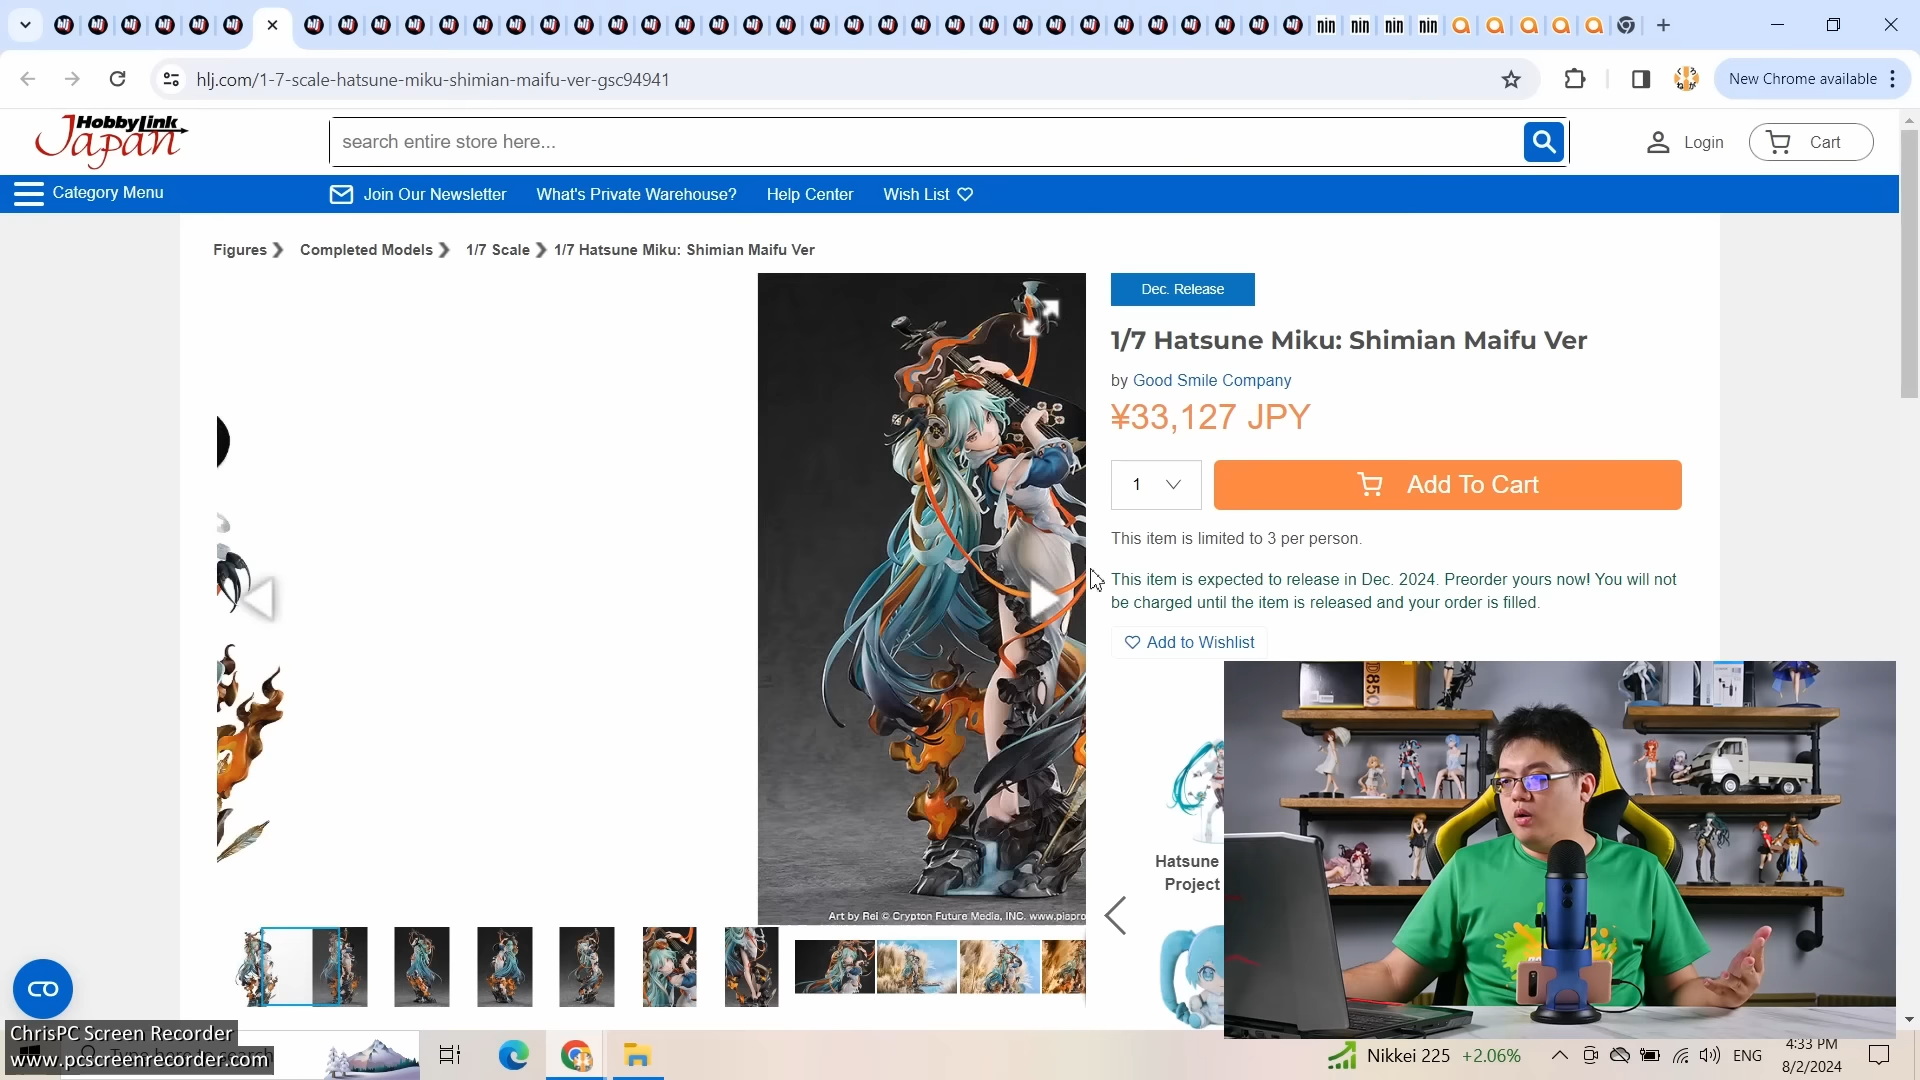 hlj.com/1-7-scale-hatsune-miku-shimian-maifu-ver-gsc94941
New Chrome available
HobbyLink
Japan
search entire store here...
Login
Cart
Category Menu
Join Our Newsletter
What's Private Warehouse?
Help Center
Wish List
Figures
Completed Models
1/7 Scale
1/7 Hatsune Miku: Shimian Maifu Ver
Dec. Release
1/7 Hatsune Miku: Shimian Maifu Ver
by Good Smile Company
¥33,127 JPY
1
Add To Cart
This item is limited to 3 per person.
This item is expected to release in Dec. 2024. Preorder yours now! You will not
be charged until the item is released and your order is filled.
Add to Wishlist
Hatsune
Project
Art by Rei © Crypton Future Media, INC. www.piapro
ChrisPC Screen Recorder
www.pcscreenrecorder.com
Nikkei 225 +2.06%
ENG
4:33 PM
8/2/2024